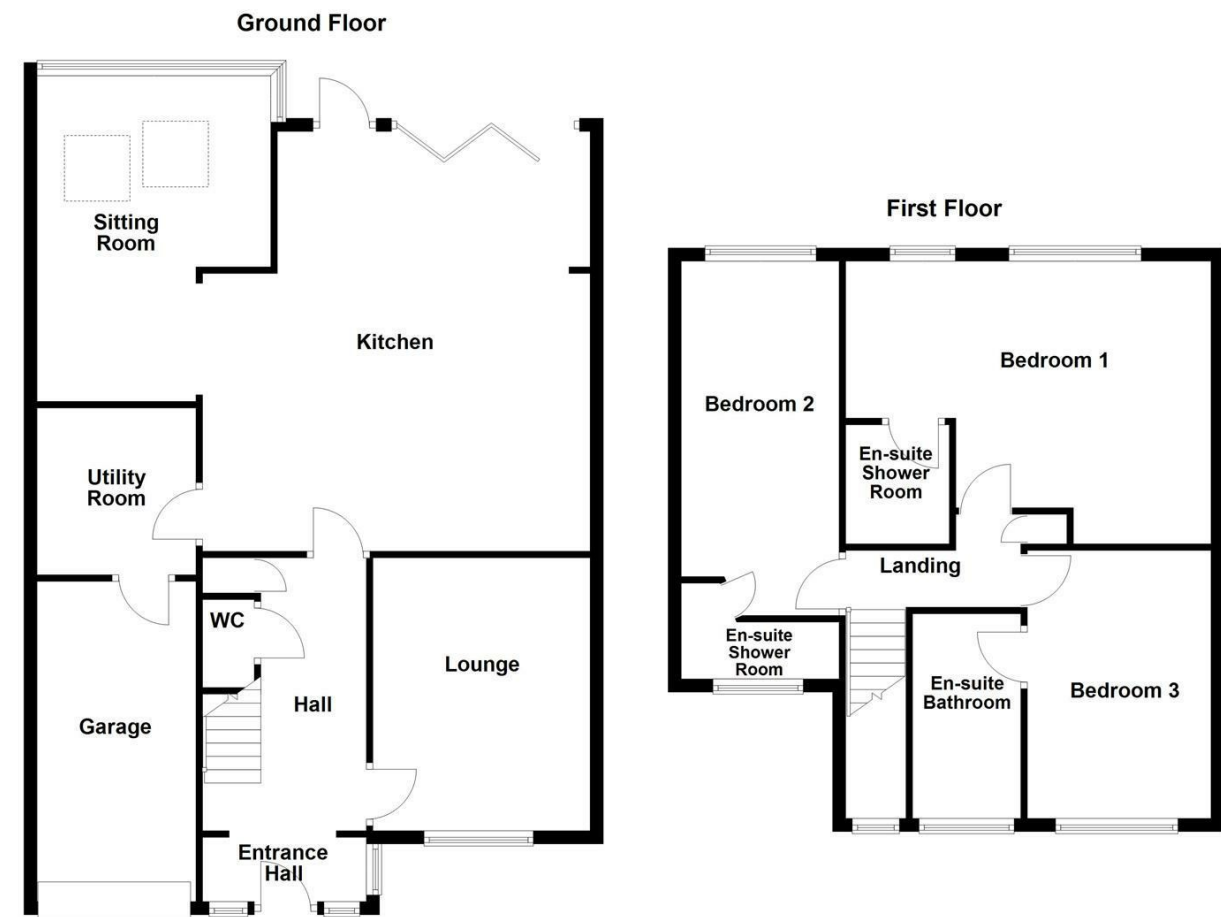 Ground Floor
Sitting
Room
Kitchen
Utility
Room
WC
Lounge
Hall
Garage
Entrance
Hall
First Floor
Bedroom 1
Bedroom 2
En-suite
Shower
Room
Landing
En-suite
Shower
Room
En-suite
Bathroom
Bedroom 3